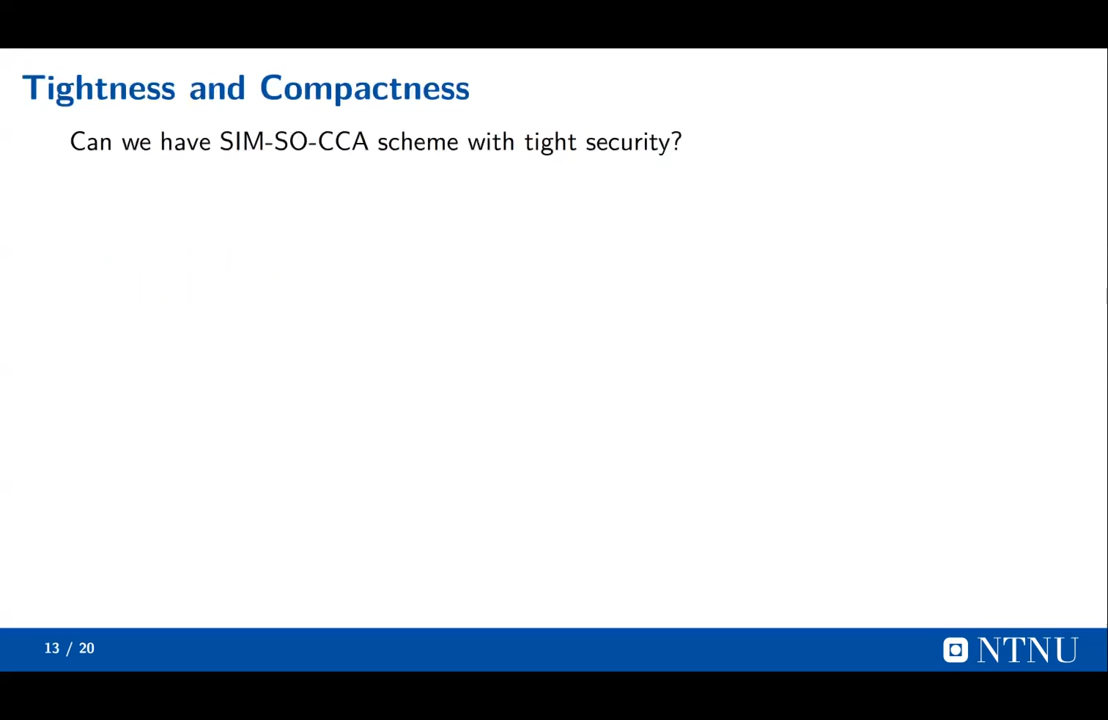 Tightness and Compactness
Can we have SIM-SO-CCA scheme with tight security?
13 / 20
NTNU